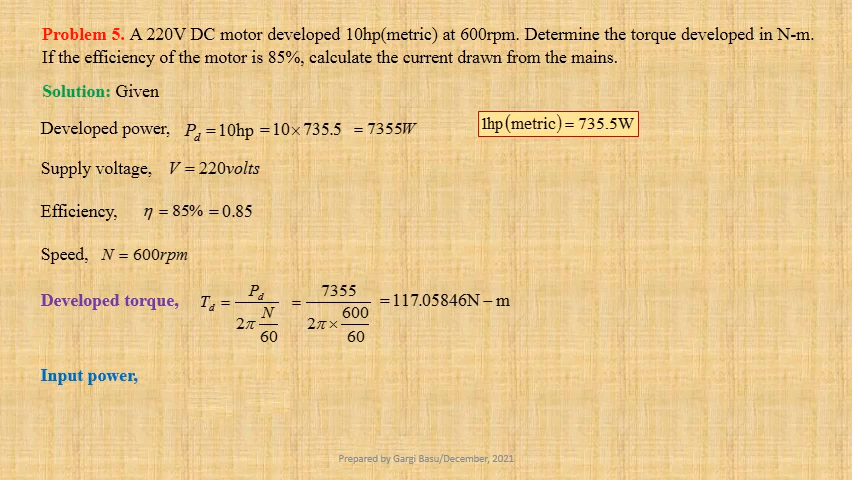 Problem 5. A 220V DC motor developed 10hp(metric) at 600rpm. Determine the torque developed in N-m.
If the efficiency of the motor is 85%, calculate the current drawn from the mains.
Solution: Given
Developed power, P_d = 10hp = 10 × 735.5 = 7355W
1hp(metric) = 735.5W
Supply voltage, V = 220volts
Efficiency, η = 85% = 0.85
Speed, N = 600rpm
Developed torque, T_d = P_d / (2π N/60) = 7355 / (2π × 600/60) = 117.05846N – m
Input power,
Prepared by Gargi Basu/December, 2021